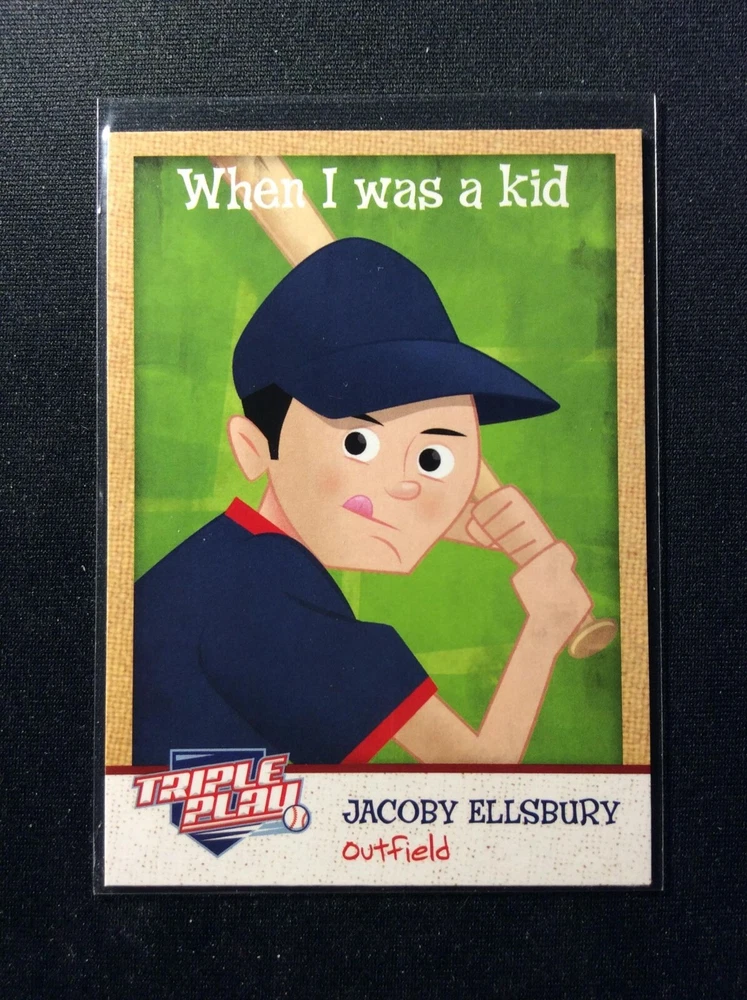 When I was a kid
TRIPLE
PLAY
JACOBY ELLSBURY
outfield